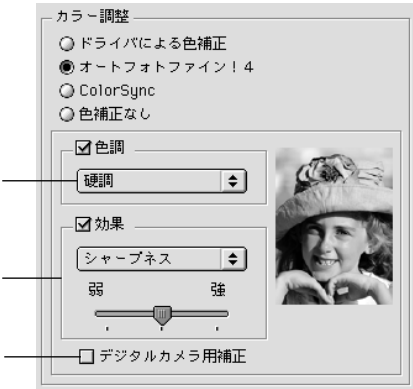 カラー調整
ドライバによる色補正
オートフォトファイン！4
ColorSync
色補正なし
色調
硬調
効果
シャープネス
弱 強
デジタルカメラ用補正